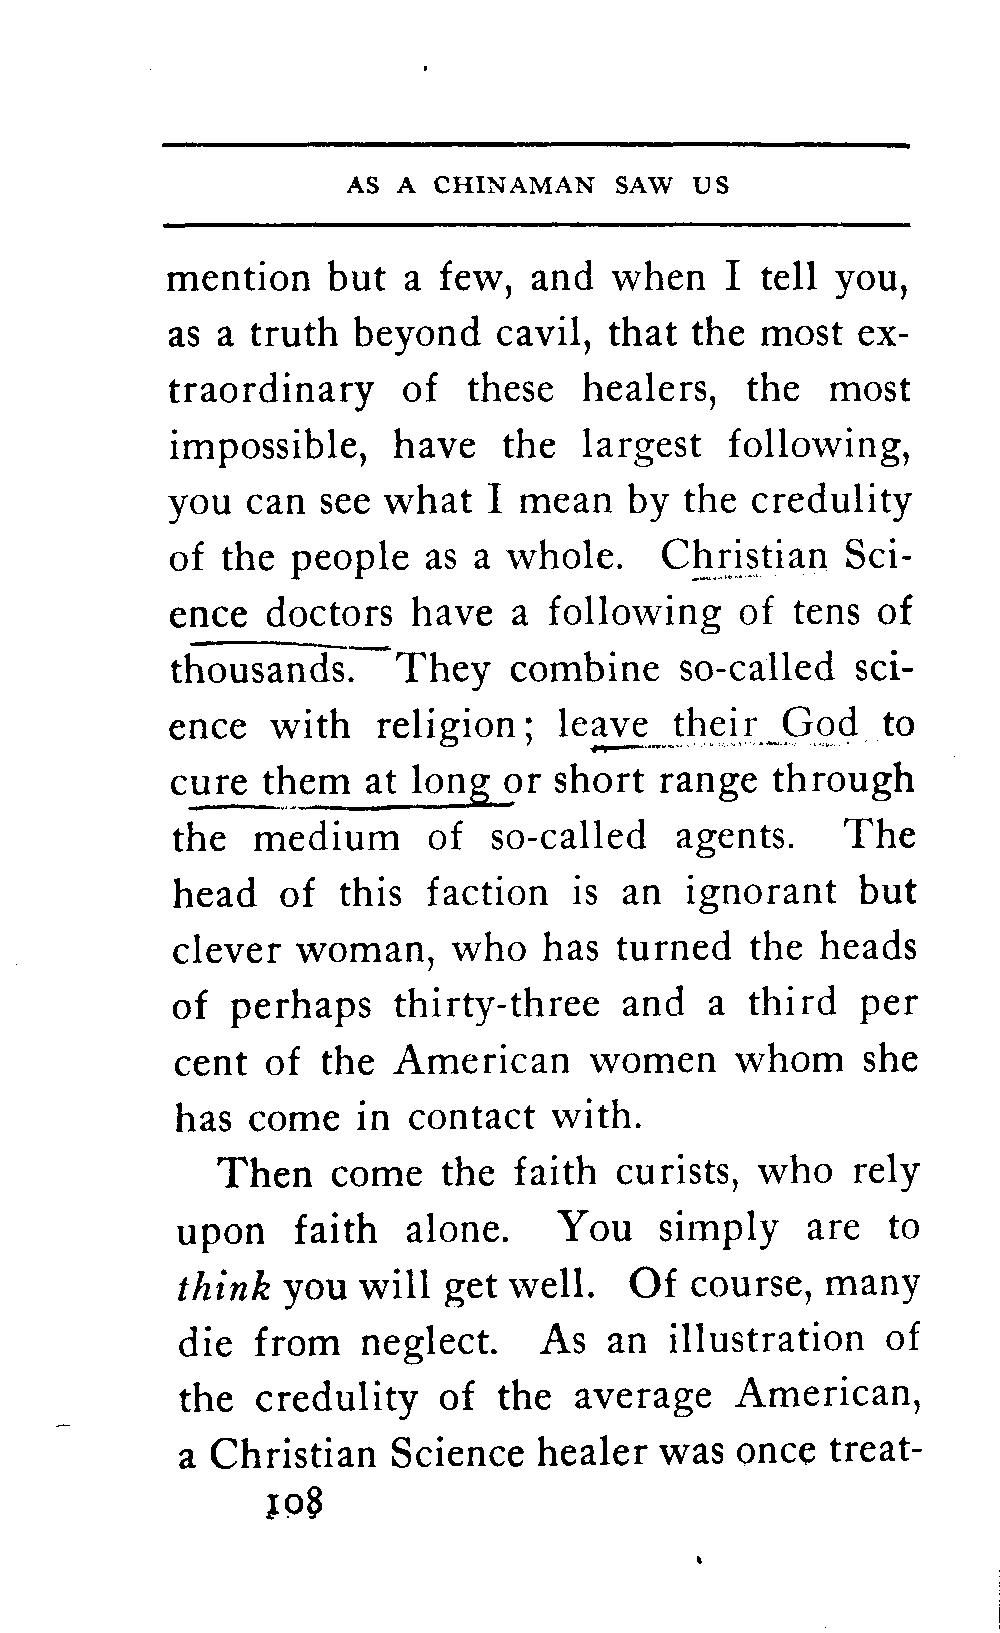 AS A CHINAMAN SAW US
mention but a few, and when I tell you,
as a truth beyond cavil, that the most ex-
traordinary of these healers, the most
impossible, have the largest following,
you can see what I mean by the credulity
of the people as a whole. Christian Sci-
ence doctors have a following of tens of
thousands. They combine so-called sci-
ence with religion; leave their God to
cure them at long or short range through
the medium of so-called agents. The
head of this faction is an ignorant but
clever woman, who has turned the heads
of perhaps thirty-three and a third per
cent of the American women whom she
has come in contact with.
Then come the faith curists, who rely
upon faith alone. You simply are to
think you will get well. Of course, many
die from neglect. As an illustration of
the credulity of the average American,
a Christian Science healer was once treat-
108